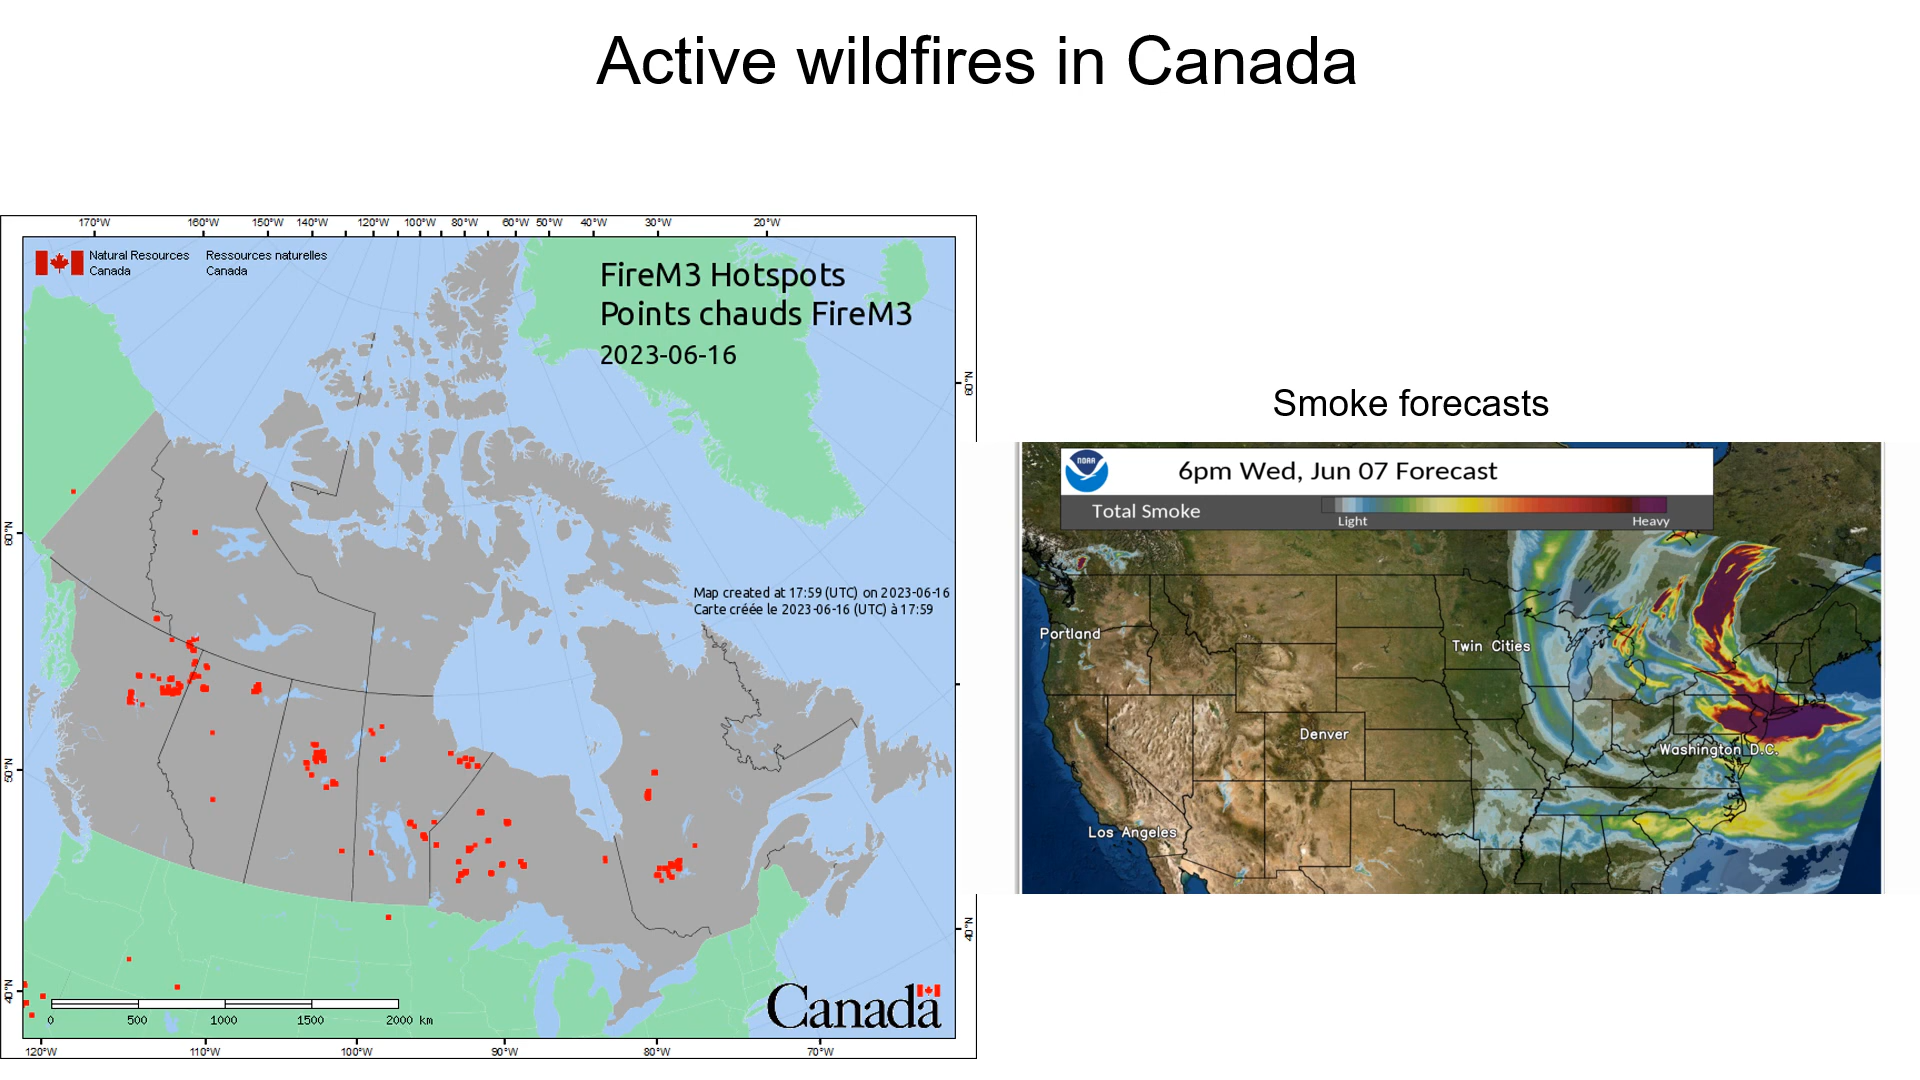 Active wildfires in Canada
170°W 160°W 150°W 140°W 120°W 100°W 80°W 60°W 50°W 40°W 30°W 20°W
Natural Resources Ressources naturelles
Canada Canada
FireM3 Hotspots
Points chauds FireM3
2023-06-16
60°N
60°N
Map created at 17:59 (UTC) on 2023-06-16
Carte créée le 2023-06-16 (UTC) à 17:59
50°N
40°N
40°N
Canada
0 500 1000 1500 2000 km
120°W 110°W 100°W 90°W 80°W 70°W
Smoke forecasts
NOAA
6pm Wed, Jun 07 Forecast
Total Smoke
Light Heavy
Portland
Twin Cities
Denver
Washington D.C.
Los Angeles